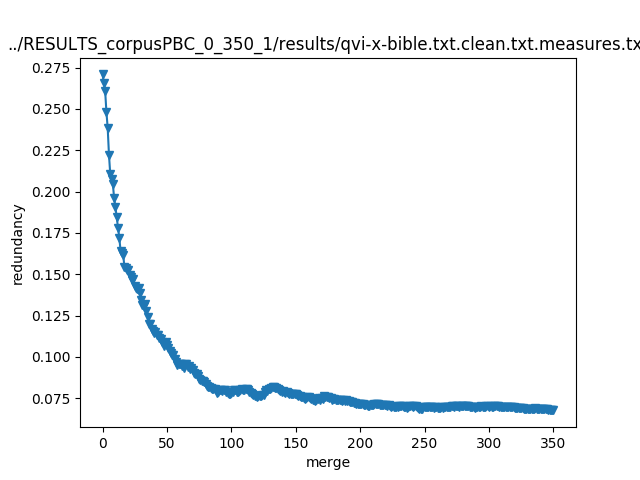 ../RESULTS_corpusPBC_0_350_1/results/qvi-x-bible.txt.clean.txt.measures.tx
0.275
0.250
0.225
0.200
0.175
0.150
0.125
0.100
0.075
redundancy
0 50 100 150 200 250 300 350
merge